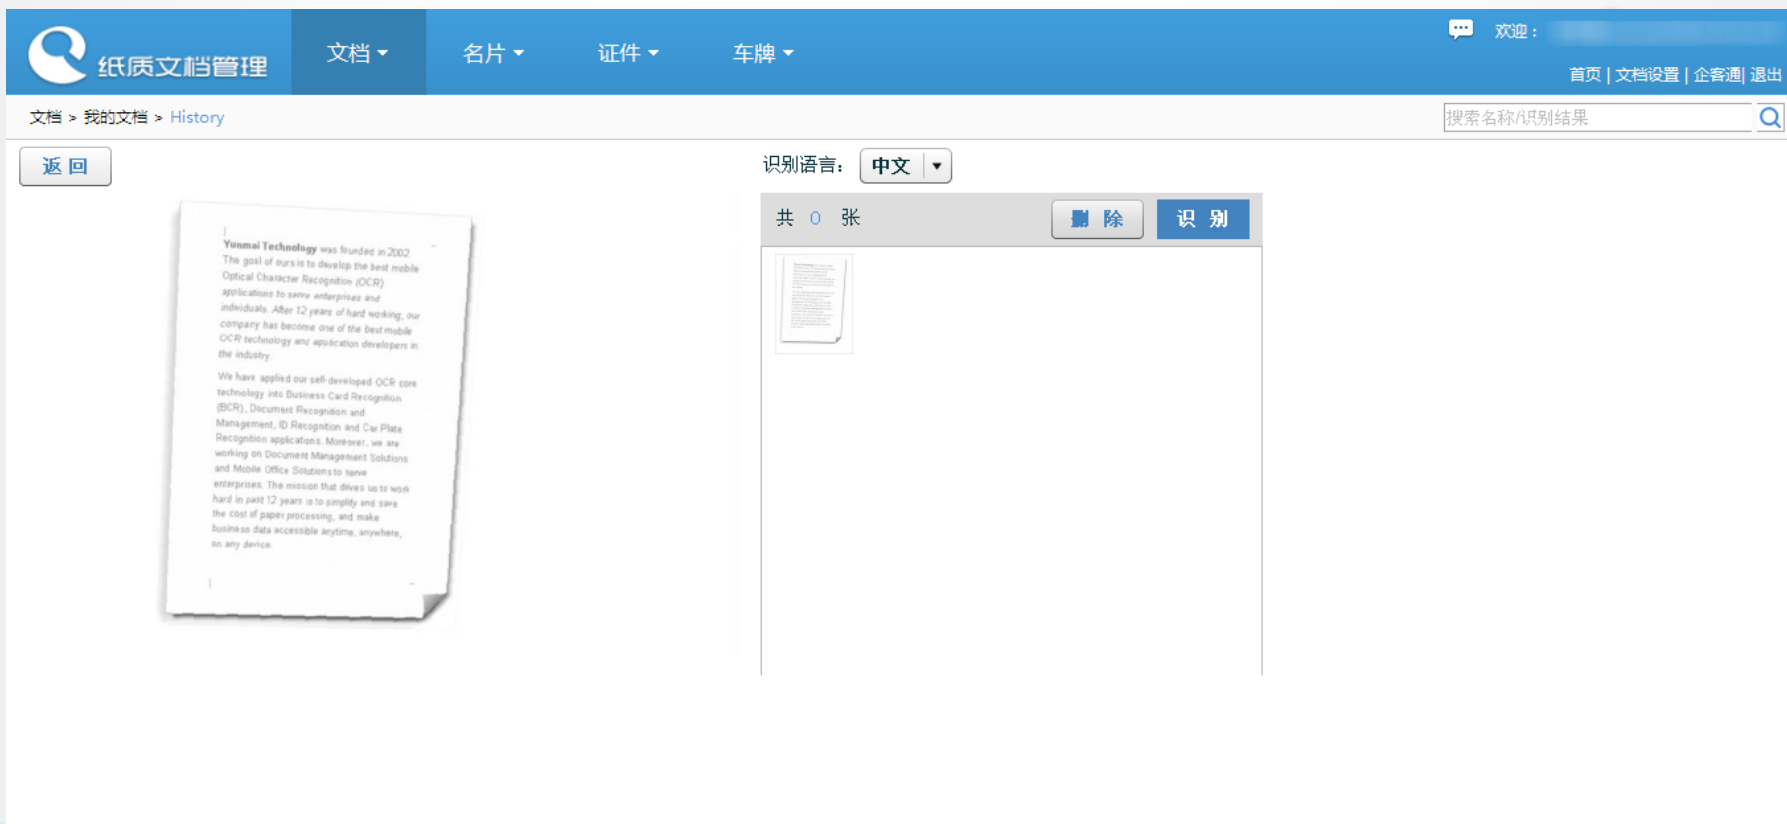 欢迎：
纸质文档管理
文档
名片
证件
车牌
首页 | 文档设置 | 企客通| 退出
文档 > 我的文档 > History
搜索名称/识别结果
返 回
识别语言：
中文
共 0 张
删 除
识 别
Yunmai Technology was founded in 2002
The goal of ours is to develop the best mobile
Optical Character Recognition (OCR)
applications to serve enterprises and
individuals. After 12 years of hard working, our
company has become one of the best mobile
OCR technology and application developers in
the industry.
We have applied our self-developed OCR core
technology into Business Card Recognition
(BCR), Document Recognition and
Management, ID Recognition and Car Plate
Recognition applications. Moreover, we are
working on Document Management Solutions
and Mobile Office Solutions to serve
enterprises. The mission that drives us to work
hard in past 12 years is to simplify and save
the cost of paper processing, and make
business data accessible anytime, anywhere,
on any device.